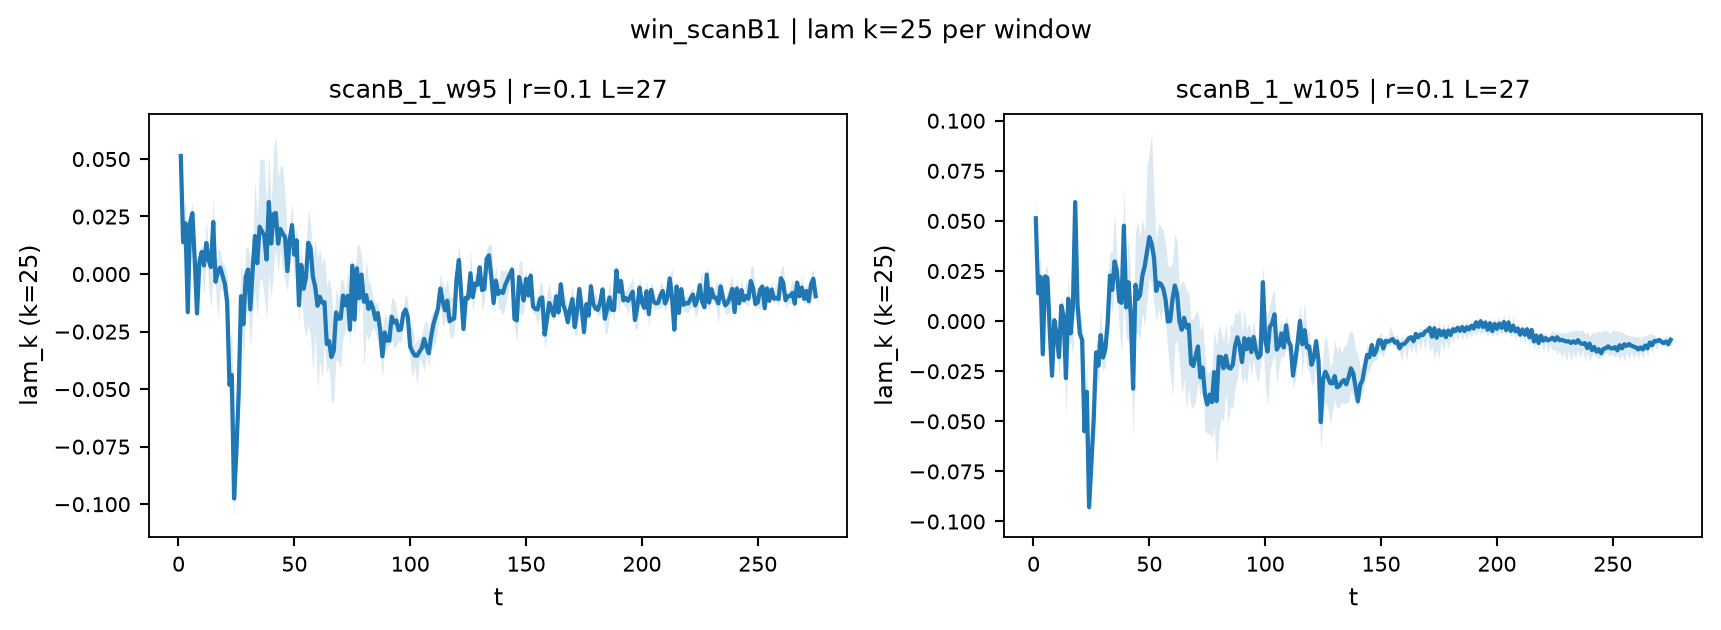 win_scanB1 | lam k=25 per window
scanB_1_w95 | r=0.1 L=27
lam_k (k=25)
0.050
0.025
0.000
−0.025
−0.050
−0.075
−0.100
0 50 100 150 200 250
t
scanB_1_w105 | r=0.1 L=27
lam_k (k=25)
0.100
0.075
0.050
0.025
0.000
−0.025
−0.050
−0.075
−0.100
0 50 100 150 200 250
t